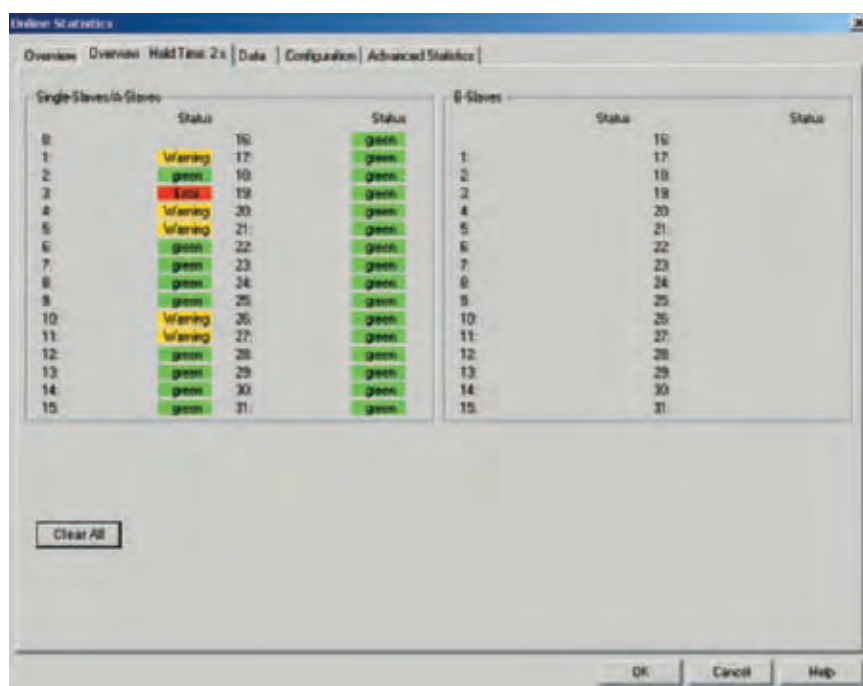 Online Statistics
Overview Overview Hold Time: 2 s Data Configuration Advanced Statistics
Single-Slaves/A-Slaves
B-Slaves
Status Status
Status Status
0: 16: green
16:
1: Warning 17: green
1: 17:
2: green 18: green
2: 18:
3: Error 19: green
3: 19:
4: Warning 20: green
4: 20:
5: Warning 21: green
5: 21:
6: green 22: green
6: 22:
7: green 23: green
7: 23:
8: green 24: green
8: 24:
9: green 25: green
9: 25:
10: Warning 26: green
10: 26:
11: Warning 27: green
11: 27:
12: green 28: green
12: 28:
13: green 29: green
13: 29:
14: green 30: green
14: 30:
15: green 31: green
15: 31:
Clear All
OK Cancel Help